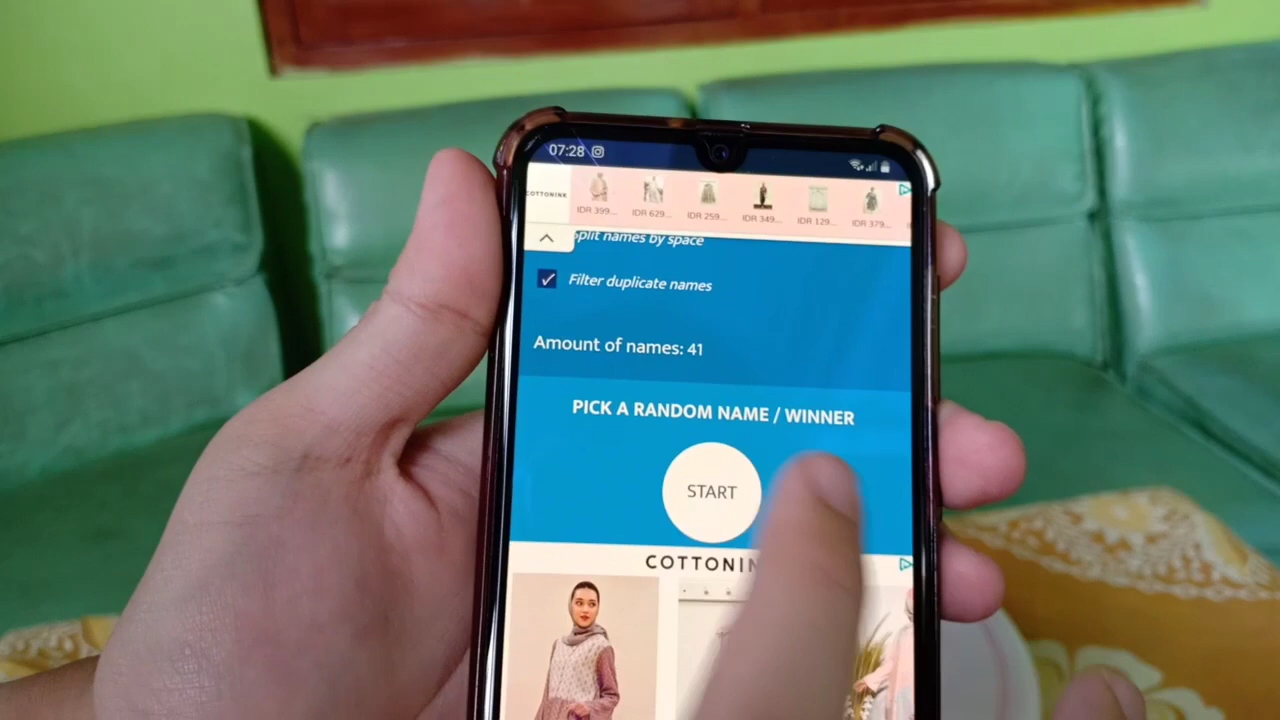 07:28
COTTONINK
IDR 399... IDR 629... IDR 259... IDR 349... IDR 129... IDR 379...
split names by space
Filter duplicate names
Amount of names: 41
PICK A RANDOM NAME / WINNER
START
COTTONIN